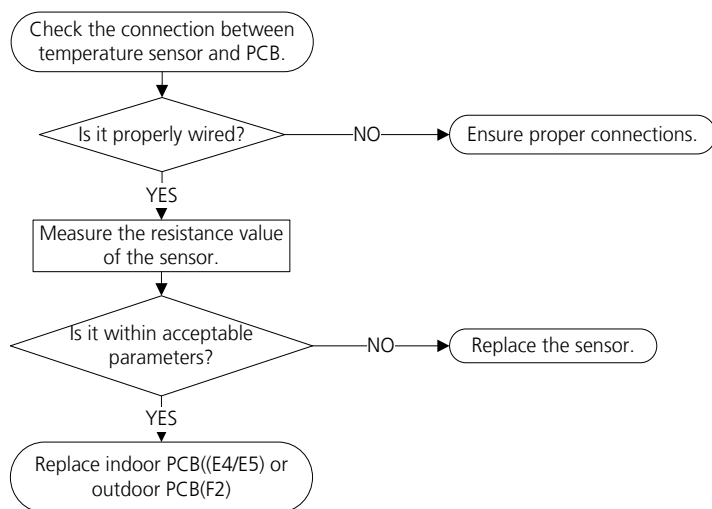 Check the connection between
temperature sensor and PCB.
Is it properly wired?
NO
Ensure proper connections.
YES
Measure the resistance value
of the sensor.
Is it within acceptable
parameters?
NO
Replace the sensor.
YES
Replace indoor PCB((E4/E5) or
outdoor PCB(F2)